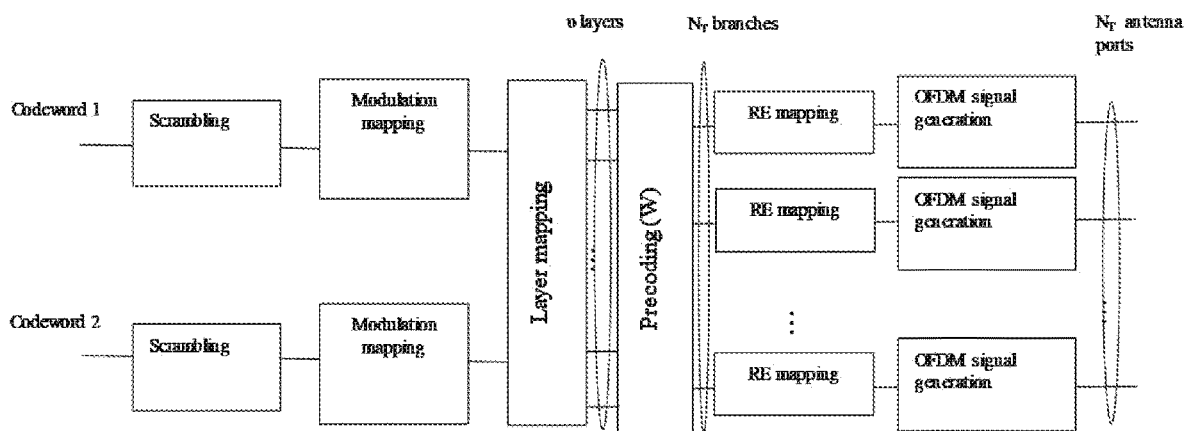 υ layers
N_T branches
N_T antenna
ports
Codeword 1
Scrambling
Modulation
mapping
Layer mapping
Precoding (W)
RE mapping
OFDM signal
generation
RE mapping
OFDM signal
generation
...
Codeword 2
Scrambling
Modulation
mapping
RE mapping
OFDM signal
generation